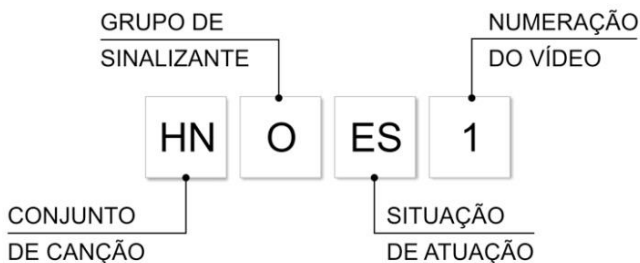 GRUPO DE
SINALIZANTE
NUMERAÇÃO
DO VÍDEO
HN O ES 1
CONJUNTO
DE CANÇÃO
SITUAÇÃO
DE ATUAÇÃO